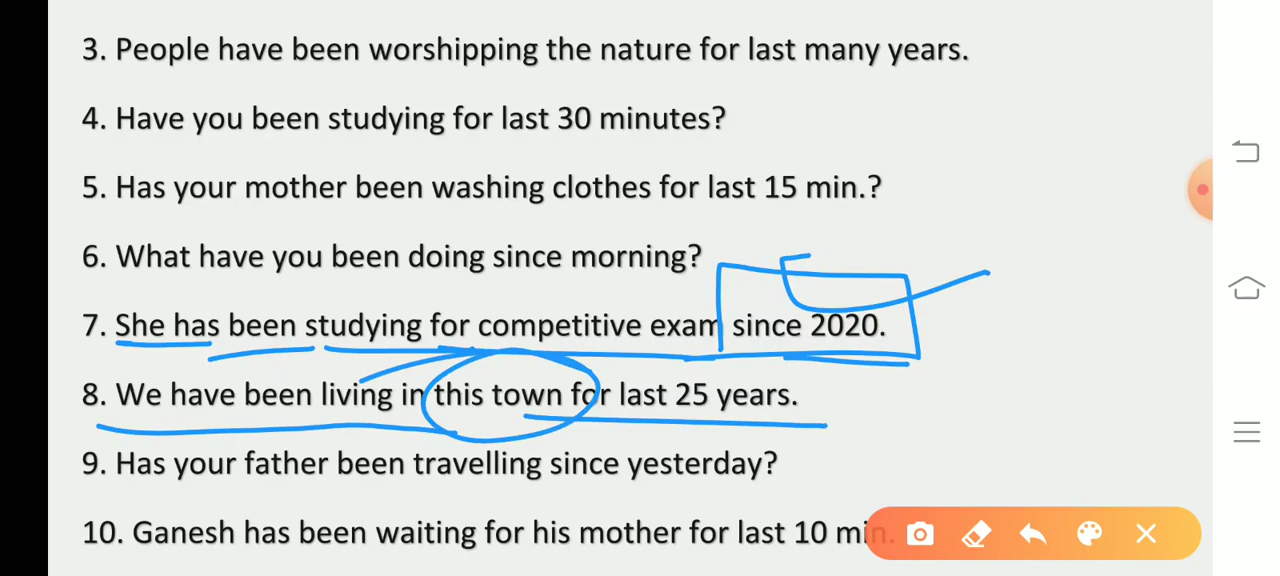 3. People have been worshipping the nature for last many years.
4. Have you been studying for last 30 minutes?
5. Has your mother been washing clothes for last 15 min.?
6. What have you been doing since morning?
7. She has been studying for competitive exam since 2020.
8. We have been living in this town for last 25 years.
9. Has your father been travelling since yesterday?
10. Ganesh has been waiting for his mother for last 10 min.